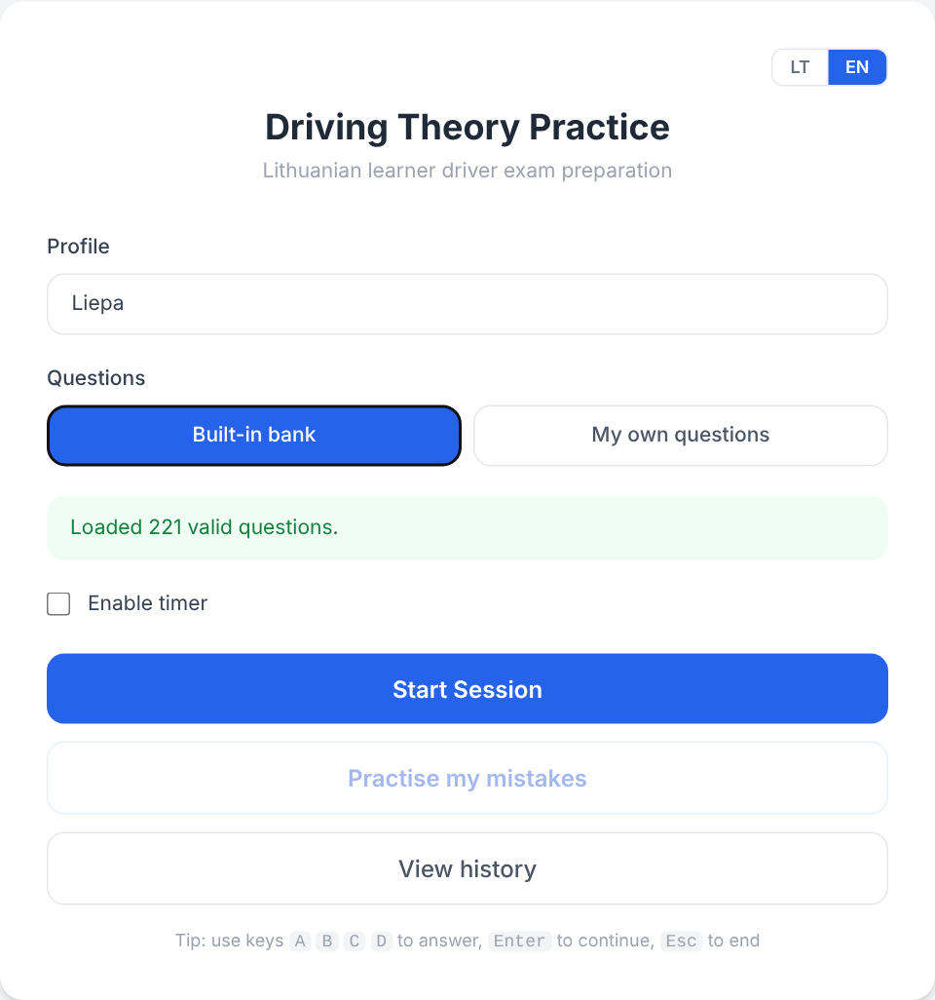 LT EN
Driving Theory Practice
Lithuanian learner driver exam preparation
Profile
Liepa
Questions
Built-in bank My own questions
Loaded 221 valid questions.
Enable timer
Start Session
Practise my mistakes
View history
Tip: use keys A B C D to answer, Enter to continue, Esc to end